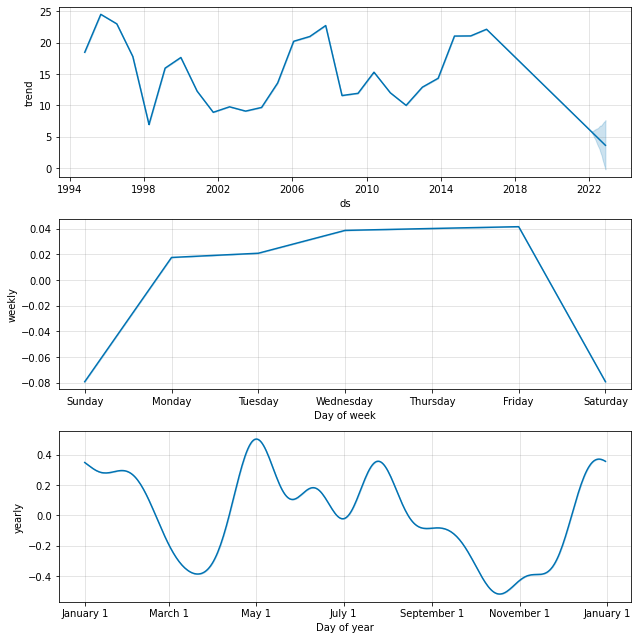 25
20
15
10
5
0
trend
1994 1998 2002 2006 2010 2014 2018 2022
ds
0.04
0.02
0.00
−0.02
−0.04
−0.06
−0.08
weekly
Sunday Monday Tuesday Wednesday Thursday Friday Saturday
Day of week
0.4
0.2
0.0
−0.2
−0.4
yearly
January 1 March 1 May 1 July 1 September 1 November 1 January 1
Day of year